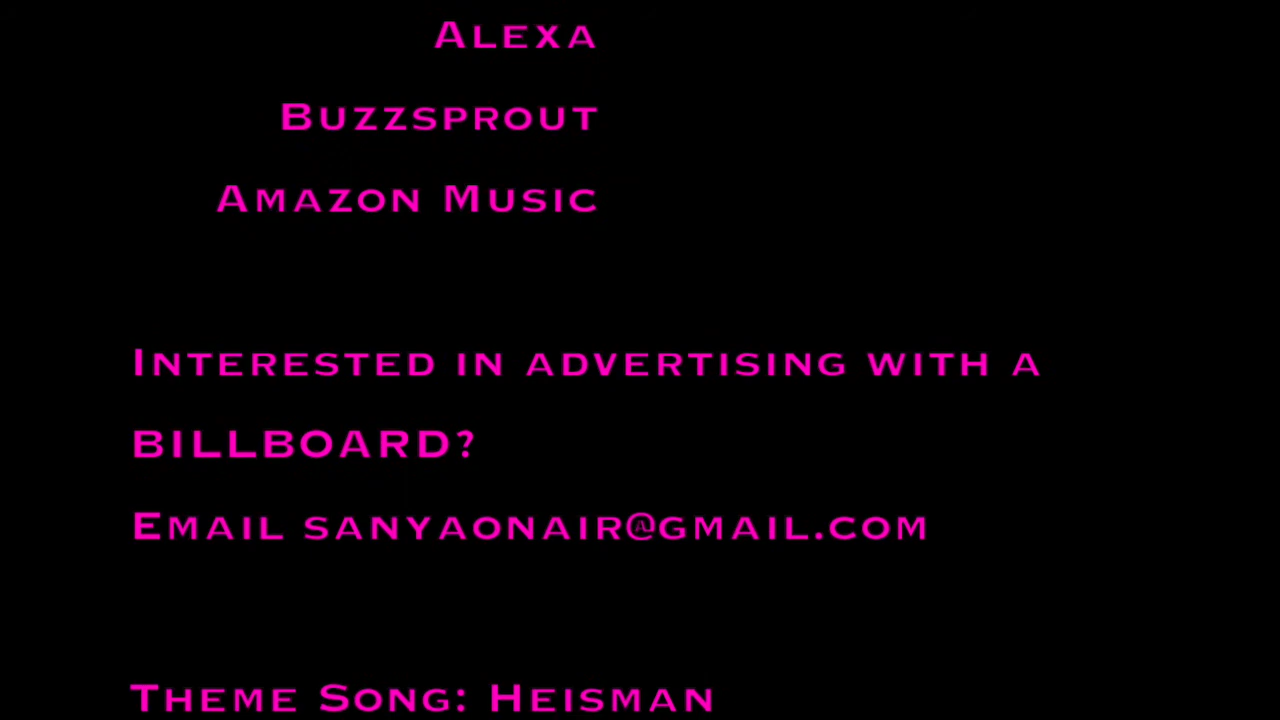 Alexa
Buzzsprout
Amazon Music
Interested in advertising with a
BILLBOARD?
Email sanyaonair@gmail.com
Theme Song: Heisman